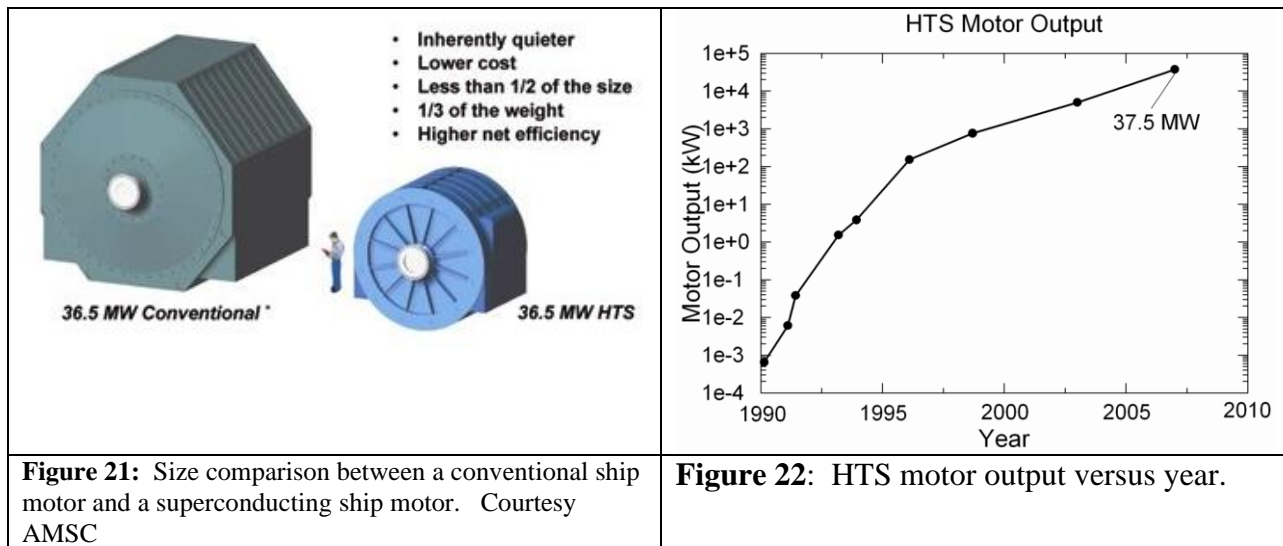 • Inherently quieter
• Lower cost
• Less than 1/2 of the size
• 1/3 of the weight
• Higher net efficiency
36.5 MW Conventional *
36.5 MW HTS
HTS Motor Output
Motor Output (kW)
1e+5
1e+4
1e+3
1e+2
1e+1
1e+0
1e-1
1e-2
1e-3
1e-4
37.5 MW
1990 1995 2000 2005 2010
Year
Figure 21: Size comparison between a conventional ship
motor and a superconducting ship motor. Courtesy
AMSC
Figure 22: HTS motor output versus year.